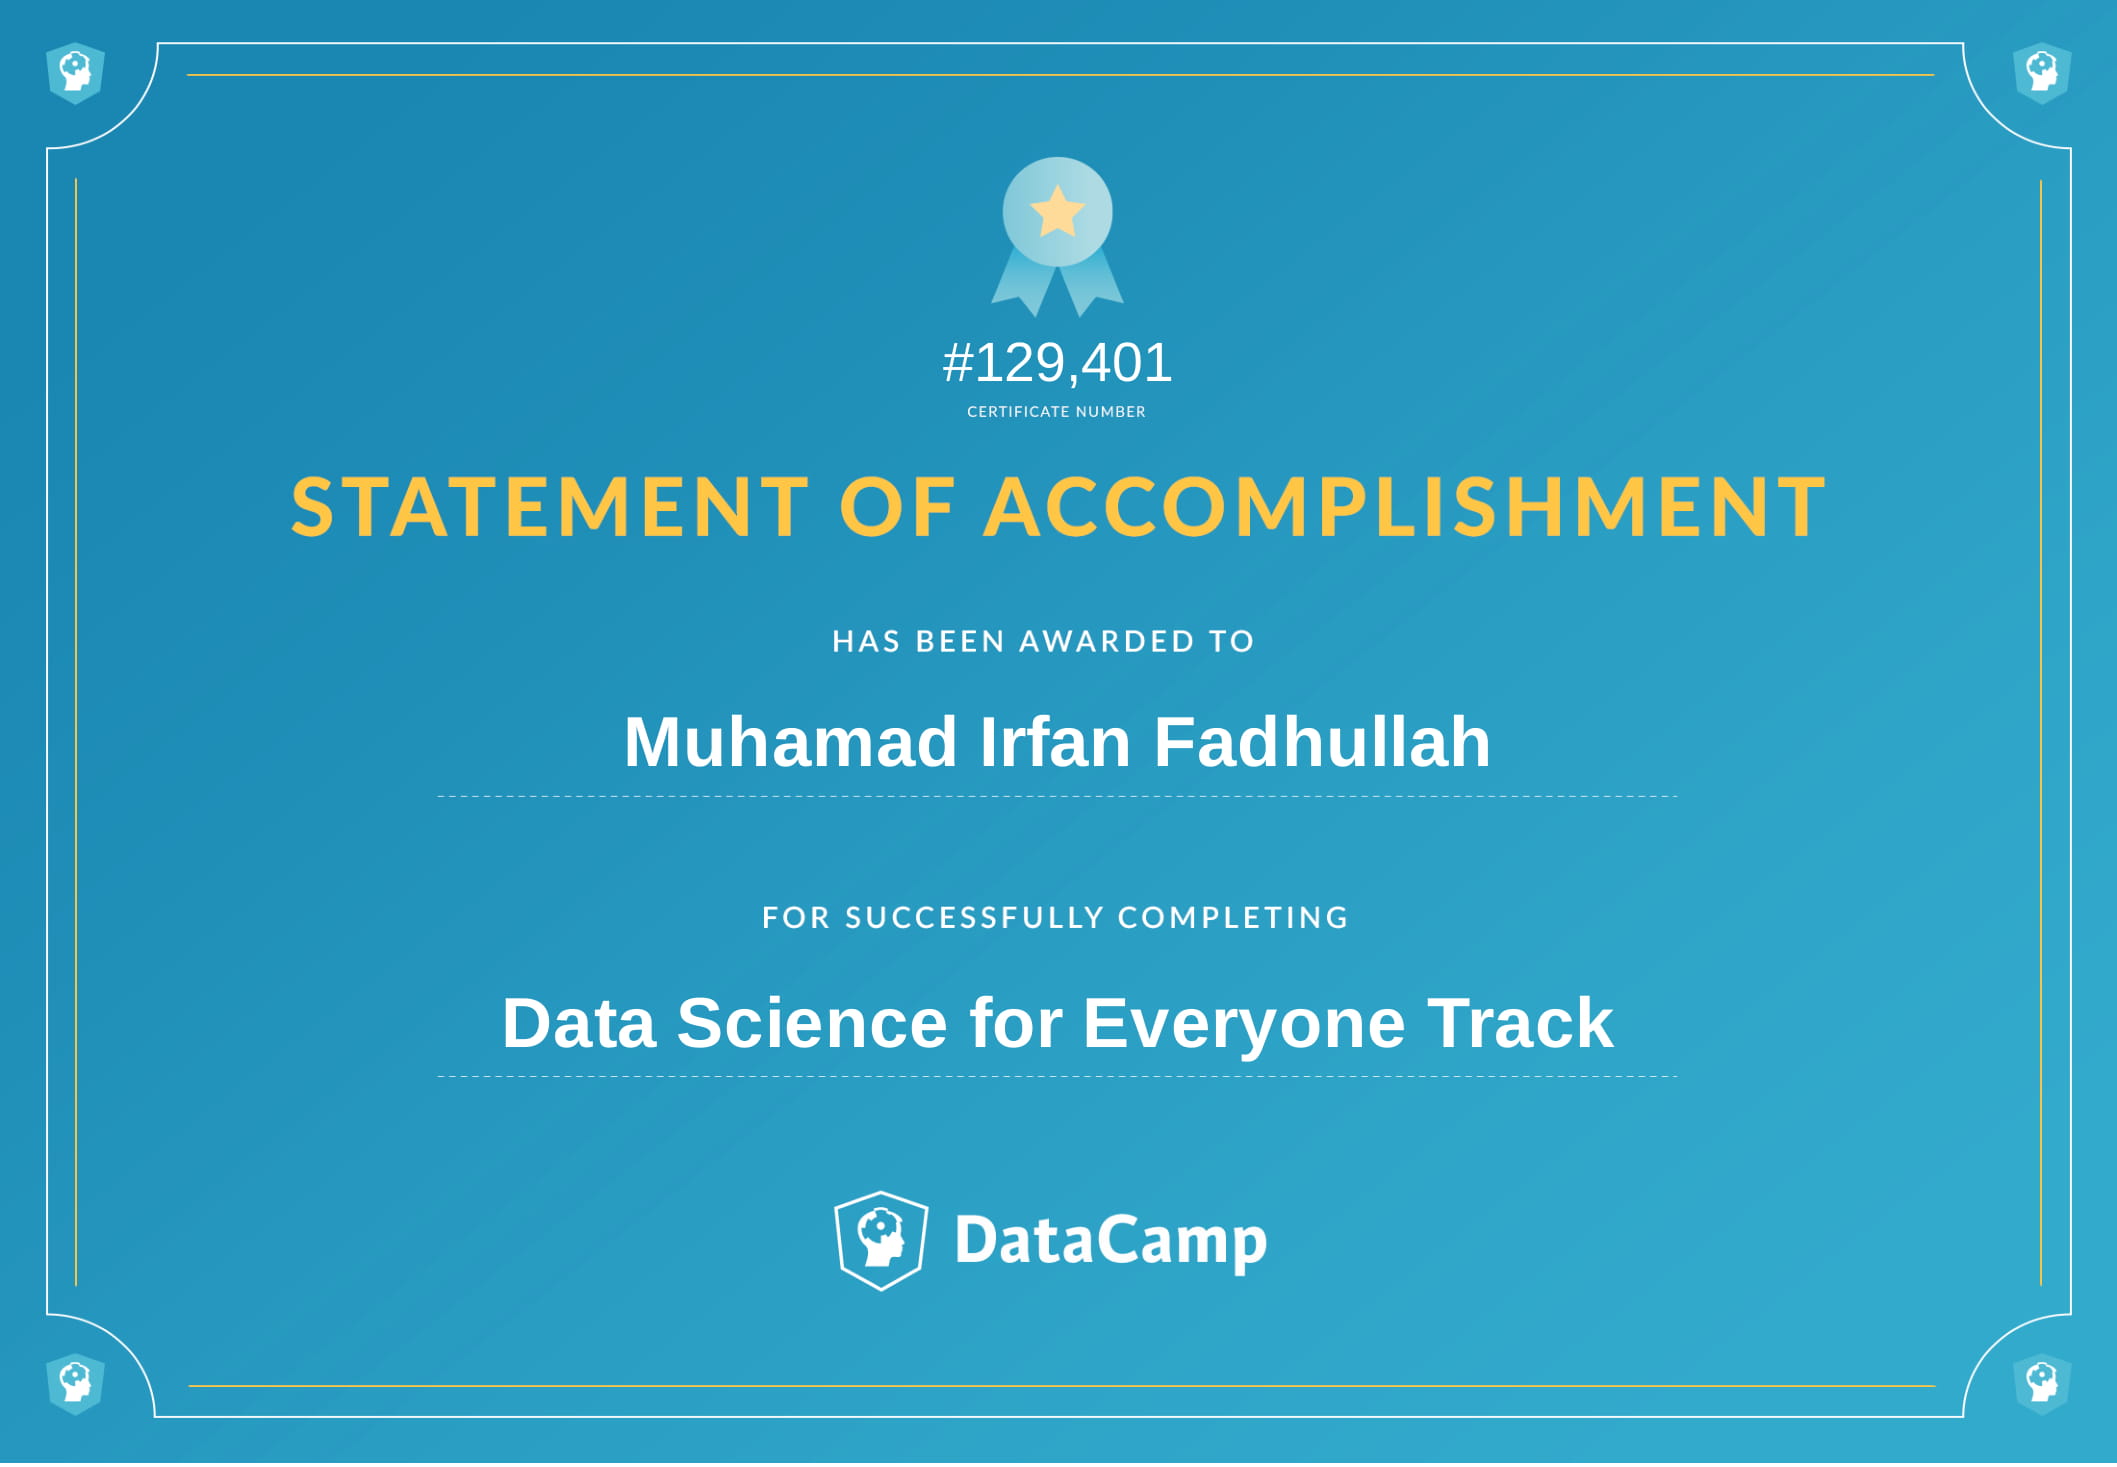 #129,401
CERTIFICATE NUMBER
STATEMENT OF ACCOMPLISHMENT
HAS BEEN AWARDED TO
Muhamad Irfan Fadhullah
FOR SUCCESSFULLY COMPLETING
Data Science for Everyone Track
DataCamp